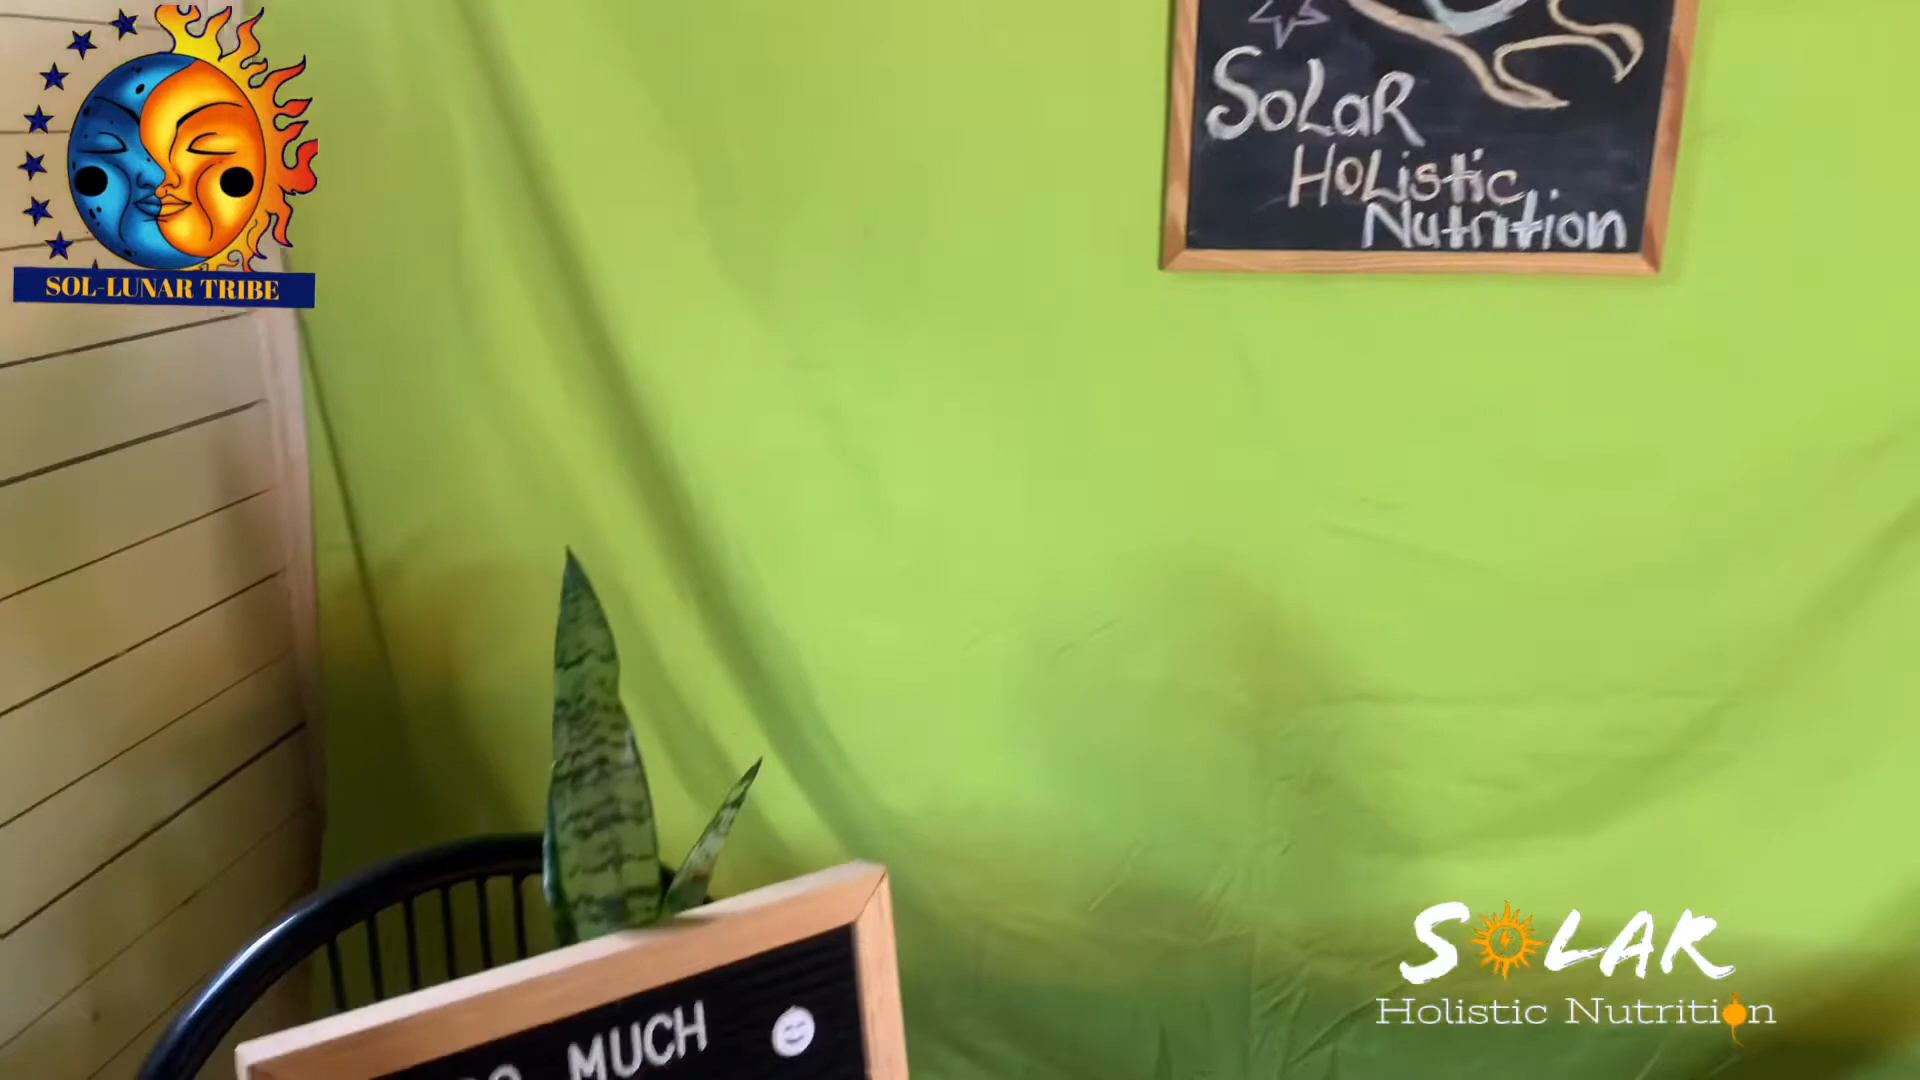 SOL-LUNAR TRIBE
SoLaR
HoListic
Nutrition
MUCH
SOLAR
Holistic Nutrition